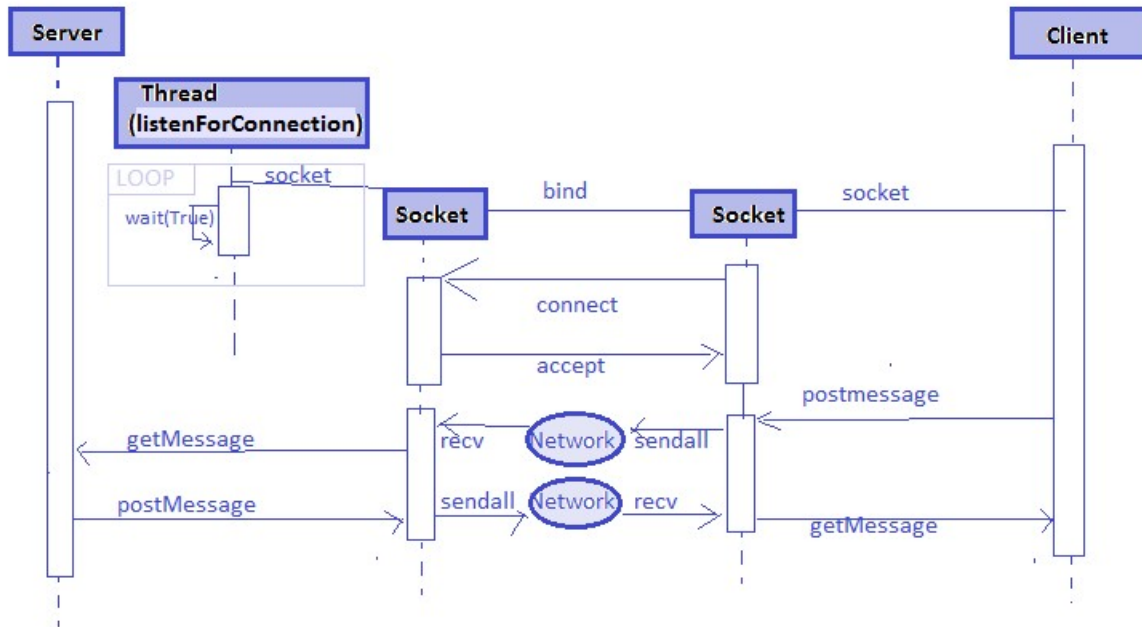 Server
Client
Thread
(listenForConnection)
LOOP
socket
wait(True)
Socket
bind
Socket
socket
connect
accept
postmessage
getMessage
recv
Network
sendall
postMessage
sendall
Network
recv
getMessage